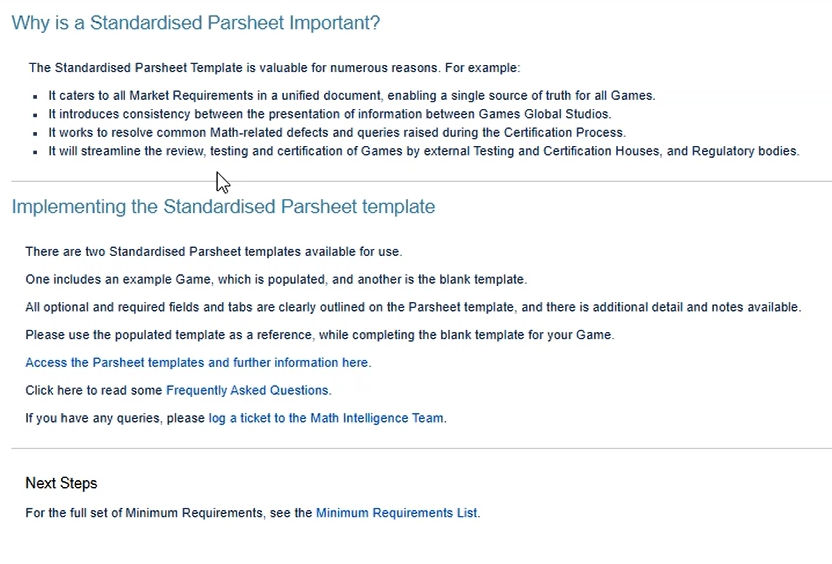 Why is a Standardised Parsheet Important?
The Standardised Parsheet Template is valuable for numerous reasons. For example:
It caters to all Market Requirements in a unified document, enabling a single source of truth for all Games.
It introduces consistency between the presentation of information between Games Global Studios.
It works to resolve common Math-related defects and queries raised during the Certification Process.
It will streamline the review, testing and certification of Games by external Testing and Certification Houses, and Regulatory bodies.
Implementing the Standardised Parsheet template
There are two Standardised Parsheet templates available for use.
One includes an example Game, which is populated, and another is the blank template.
All optional and required fields and tabs are clearly outlined on the Parsheet template, and there is additional detail and notes available.
Please use the populated template as a reference, while completing the blank template for your Game.
Access the Parsheet templates and further information here.
Click here to read some Frequently Asked Questions.
If you have any queries, please log a ticket to the Math Intelligence Team.
Next Steps
For the full set of Minimum Requirements, see the Minimum Requirements List.